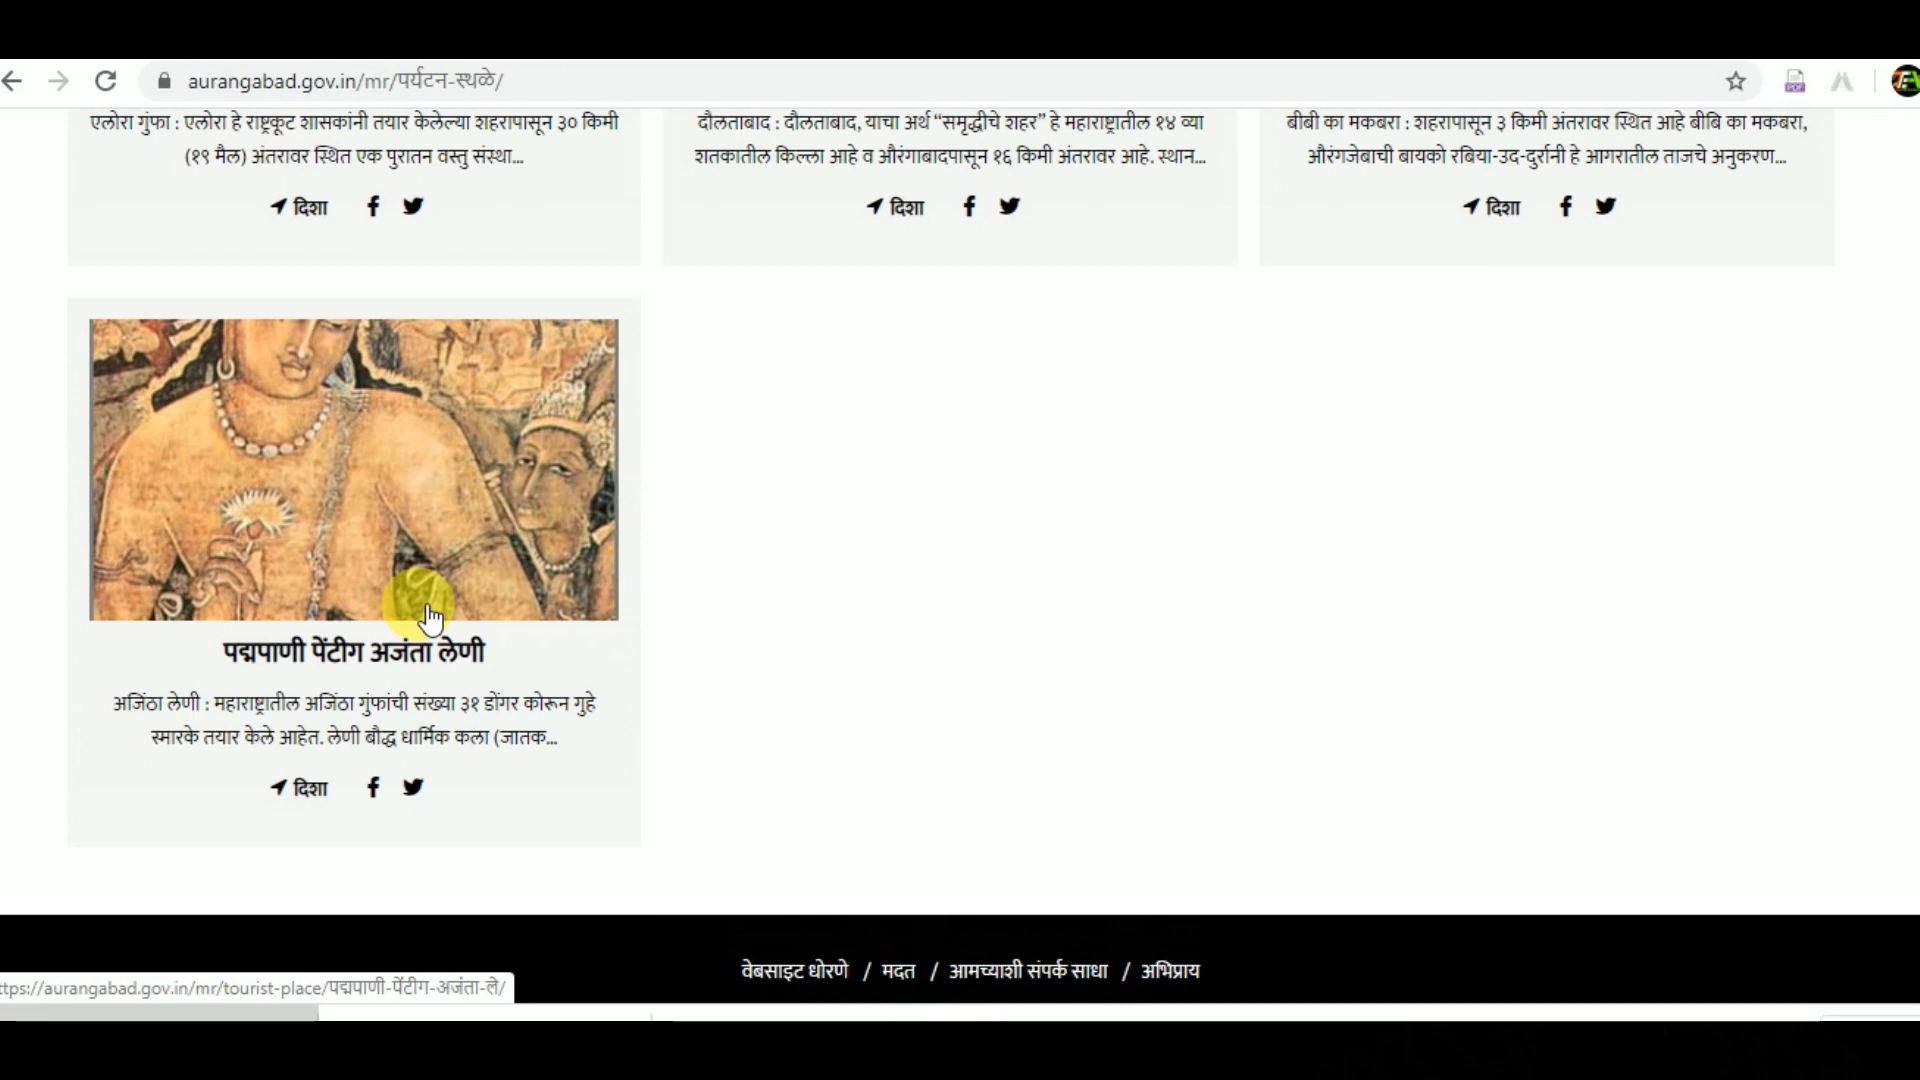 aurangabad.gov.in/mr/पर्यटन-स्थळे/
एलोरा गुंफा : एलोरा हे राष्ट्रकूट शासकांनी तयार केलेल्या शहरापासून ३० किमी
(१९ मैल) अंतरावर स्थित एक पुरातन वस्तु संस्था...
दिशा
दौलताबाद : दौलताबाद, याचा अर्थ “समृद्धीचे शहर” हे महाराष्ट्रातील १४ व्या
शतकातील किल्ला आहे व औरंगाबादपासून १६ किमी अंतरावर आहे. स्थान...
दिशा
बीबी का मकबरा : शहरापासून ३ किमी अंतरावर स्थित आहे बीबि का मकबरा,
औरंगजेबाची बायको रबिया-उद-दुर्रानी हे आगरातील ताजचे अनुकरण...
दिशा
पद्मपाणी पेंटीग अजंता लेणी
अजिंठा लेणी : महाराष्ट्रातील अजिंठा गुंफांची संख्या ३१ डोंगर कोरून गुहे
स्मारके तयार केले आहेत. लेणी बौद्ध धार्मिक कला (जातक...
दिशा
वेबसाइट धोरणे / मदत / आमच्याशी संपर्क साधा / अभिप्राय
ttps://aurangabad.gov.in/mr/tourist-place/पद्मपाणी-पेंटीग-अजंता-ले/